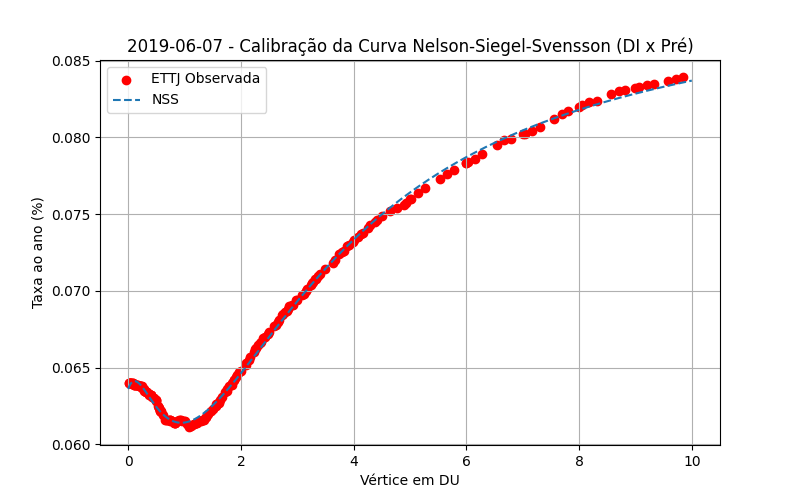 2019-06-07 - Calibração da Curva Nelson-Siegel-Svensson (DI x Pré)
ETTJ Observada
NSS
Taxa ao ano (%)
0.085
0.080
0.075
0.070
0.065
0.060
0 2 4 6 8 10
Vértice em DU